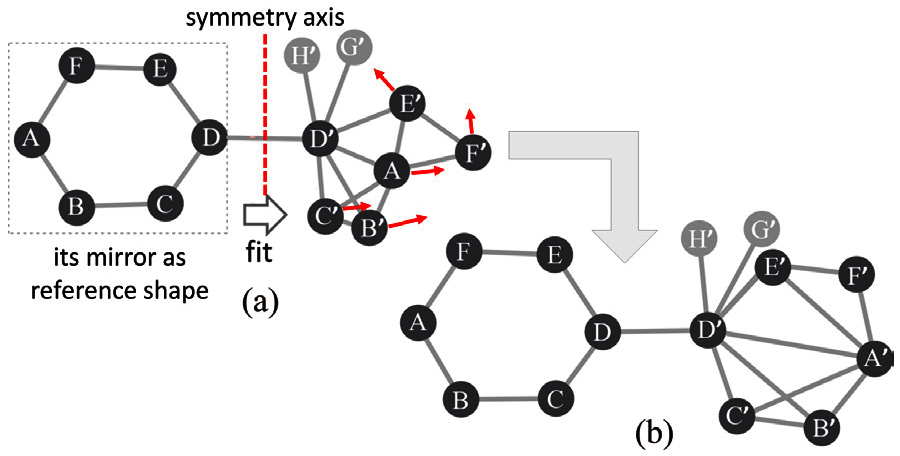 symmetry axis
H' G'
F E
E'
A D D' F'
A
B C C' B'
fit
its mirror as
reference shape
(a)
F E H' G'
E' F'
A D D' A'
B C C' B'
(b)